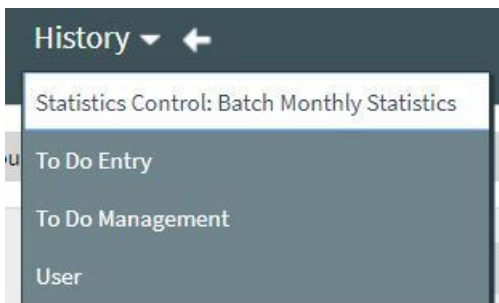 History
Statistics Control: Batch Monthly Statistics
To Do Entry
To Do Management
User